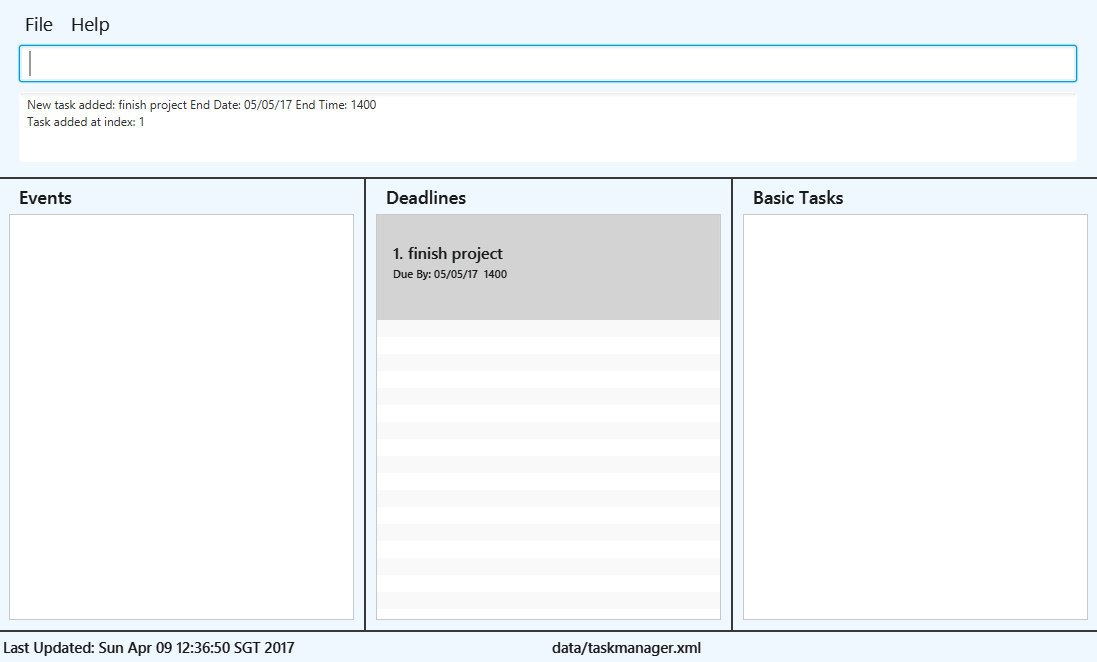 File Help
New task added: finish project End Date: 05/05/17 End Time: 1400
Task added at index: 1
Events Deadlines Basic Tasks
1. finish project
Due By: 05/05/17 1400
Last Updated: Sun Apr 09 12:36:50 SGT 2017 data/taskmanager.xml